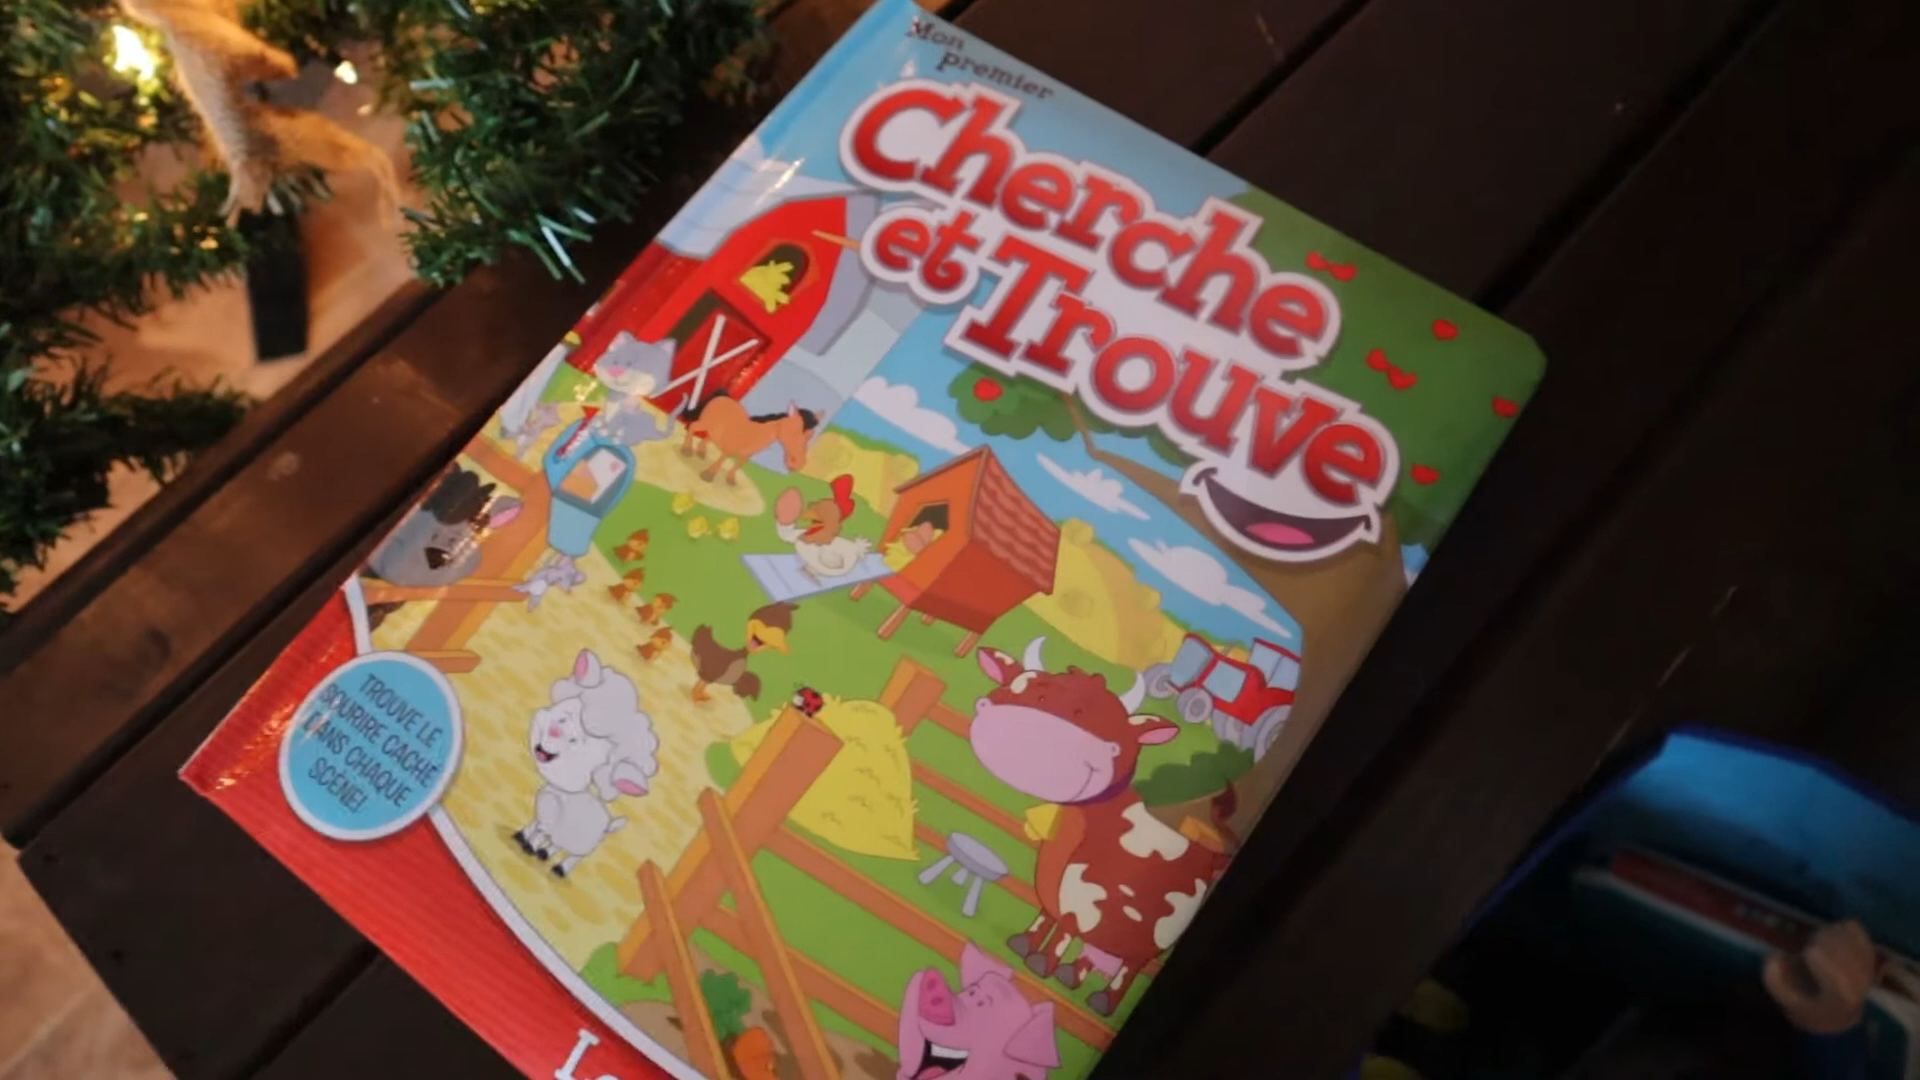 Mon
premier
Cherche
et Trouve
TROUVE LE
SOURIRE CACHÉ
DANS CHAQUE
SCÈNE!